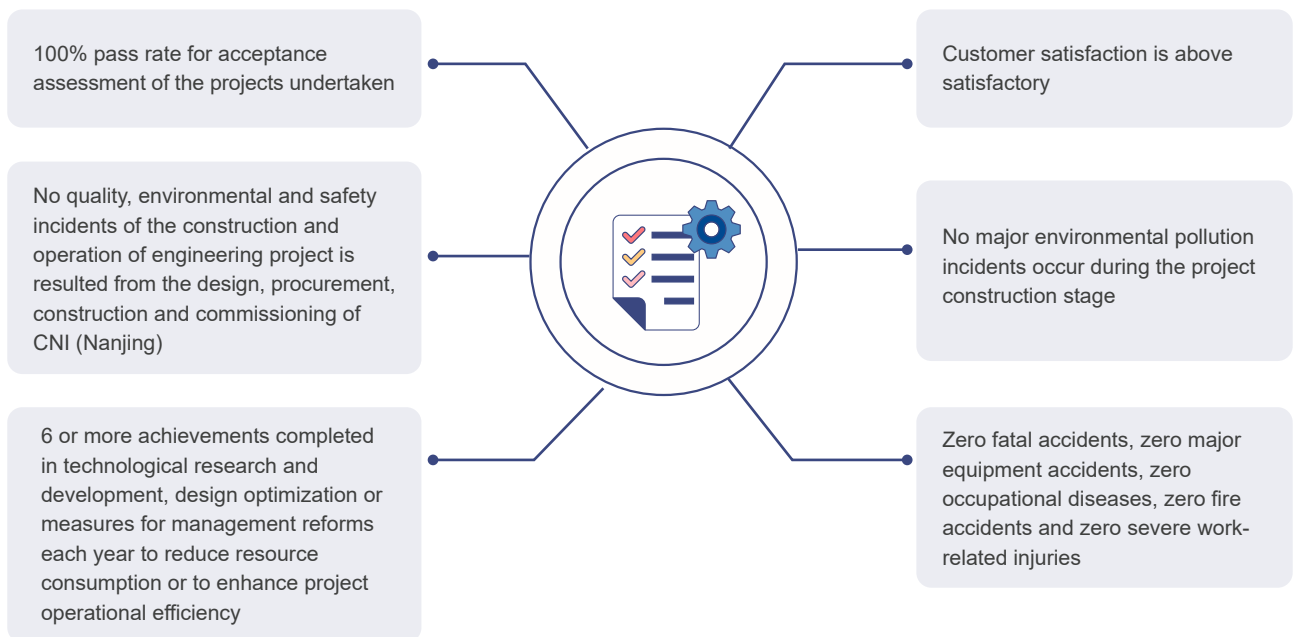 100% pass rate for acceptance
assessment of the projects undertaken
No quality, environmental and safety
incidents of the construction and
operation of engineering project is
resulted from the design, procurement,
construction and commissioning of
CNI (Nanjing)
6 or more achievements completed
in technological research and
development, design optimization or
measures for management reforms
each year to reduce resource
consumption or to enhance project
operational efficiency
Customer satisfaction is above
satisfactory
No major environmental pollution
incidents occur during the project
construction stage
Zero fatal accidents, zero major
equipment accidents, zero
occupational diseases, zero fire
accidents and zero severe work-
related injuries